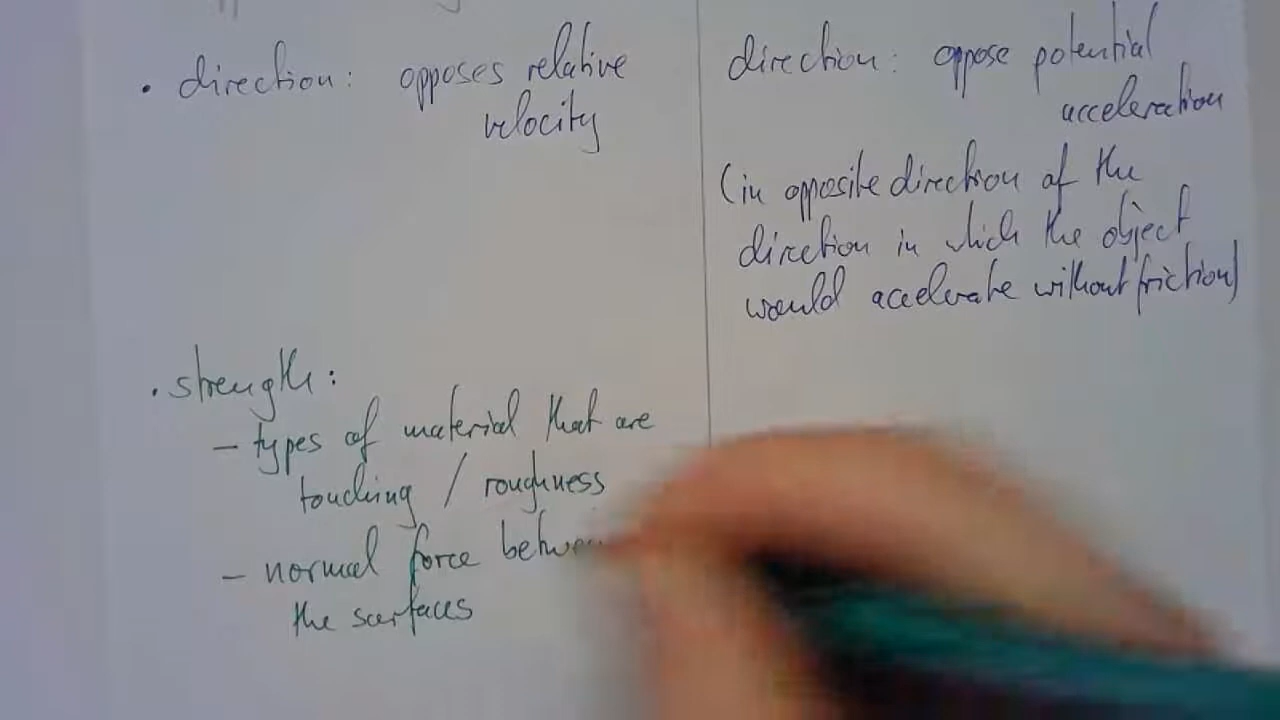 • direction: opposes relative
velocity
direction: oppose potential
acceleration
(in opposite direction of the
direction in which the object
would accelerate without friction)
• strength:
– types of material that are
touching / roughness
– normal force between
the surfaces